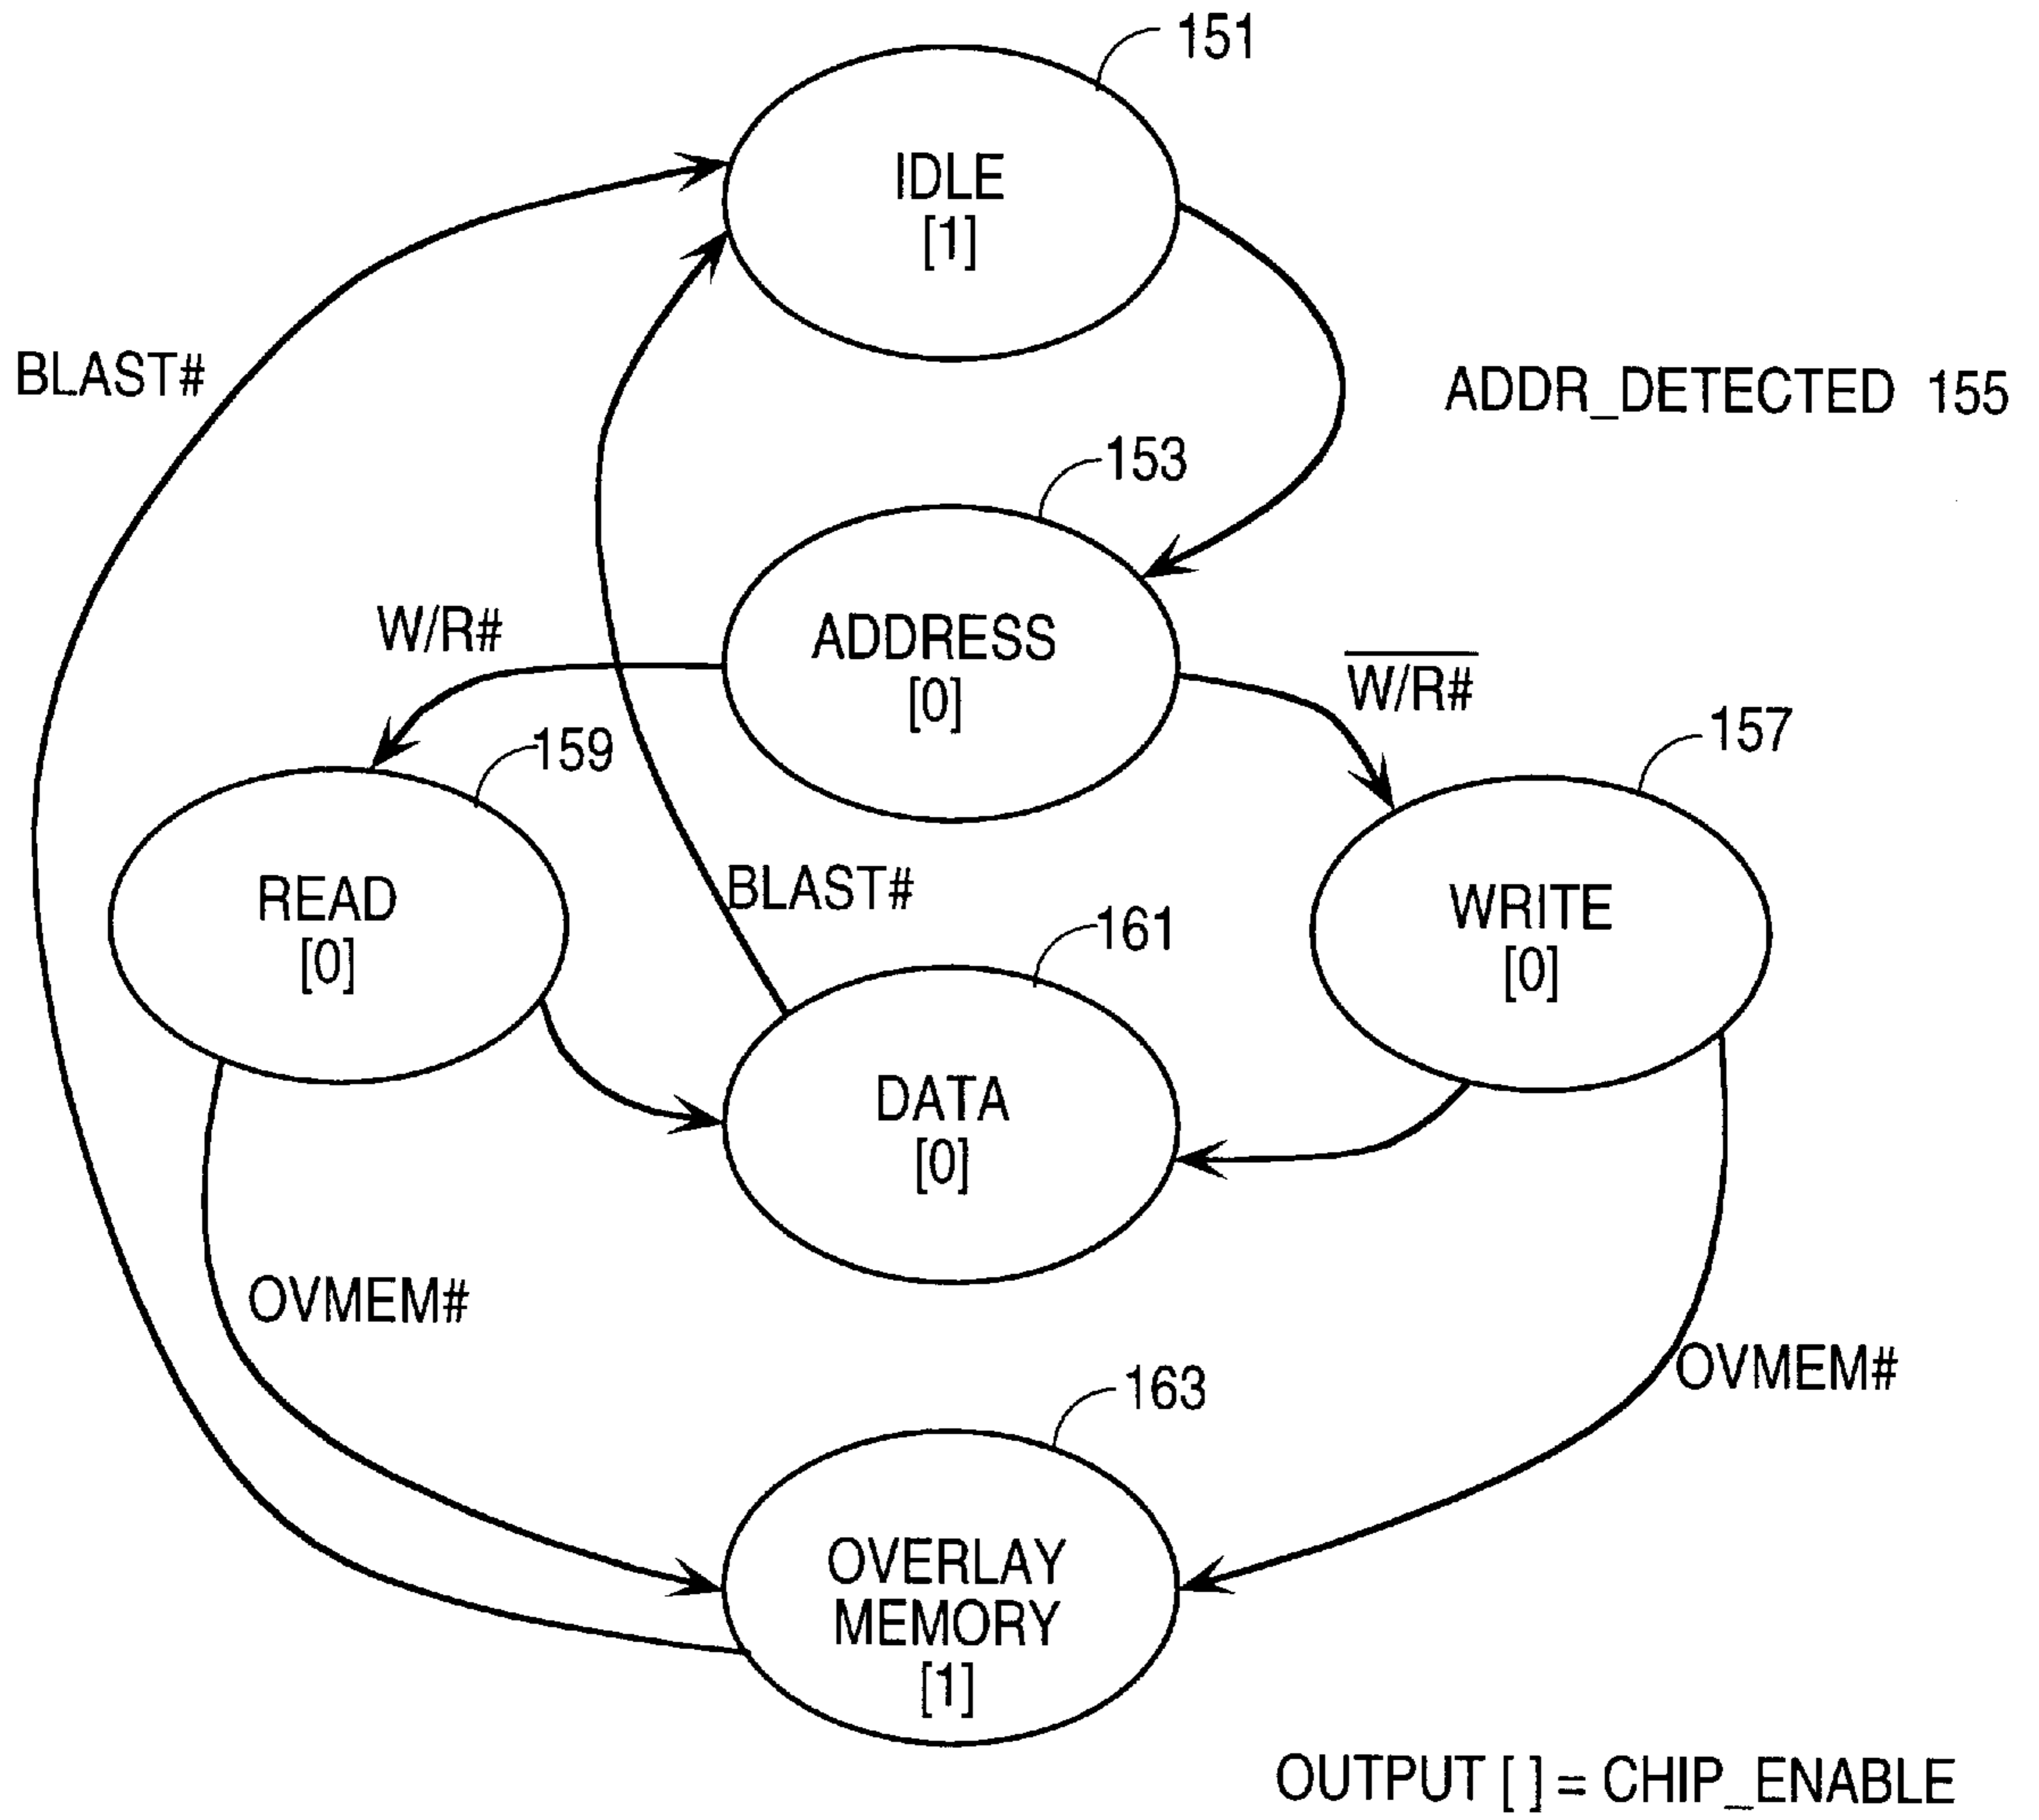 151
IDLE
[1]
BLAST#
ADDR_DETECTED 155
153
W/R#
ADDRESS
[0]
W/R#
157
159
READ
[0]
BLAST#
WRITE
[0]
161
DATA
[0]
OVMEM#
OVMEM#
163
OVERLAY
MEMORY
[1]
OUTPUT [ ] = CHIP_ENABLE